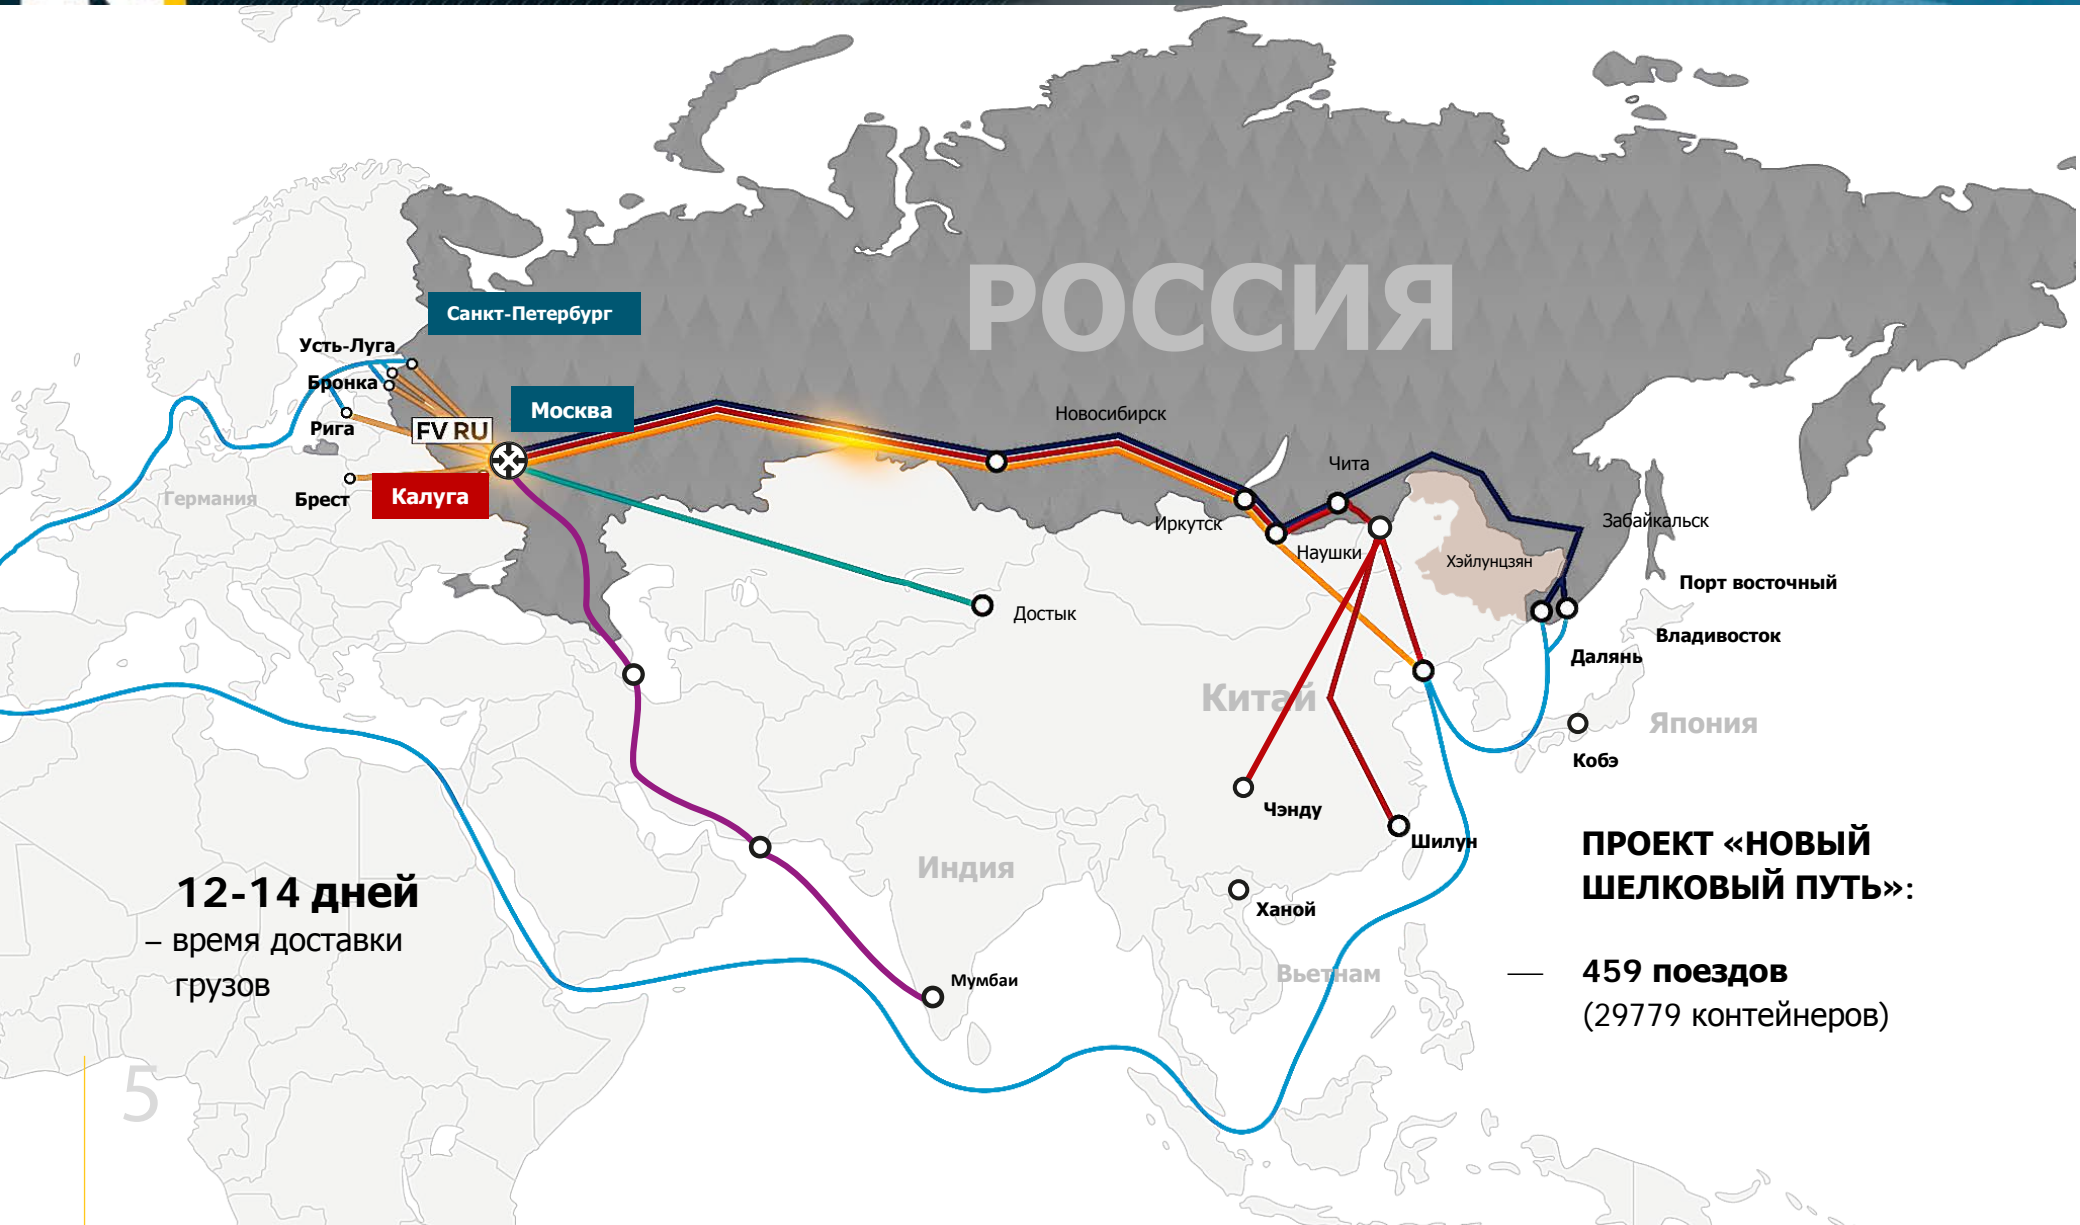 РОССИЯ
Санкт-Петербург
Усть-Луга
Бронка
Москва
Новосибирск
Рига
FV RU
Чита
Германия
Брест
Калуга
Иркутск
Забайкальск
Наушки
Хэйлунцзян
Порт восточный
Достык
Владивосток
Далянь
Китай
Япония
Кобэ
Чэнду
Шилун
ПРОЕКТ «НОВЫЙ
ШЕЛКОВЫЙ ПУТЬ»:
Индия
12-14 дней
– время доставки
грузов
Ханой
Вьетнам
Мумбаи
— 459 поездов
(29779 контейнеров)
5